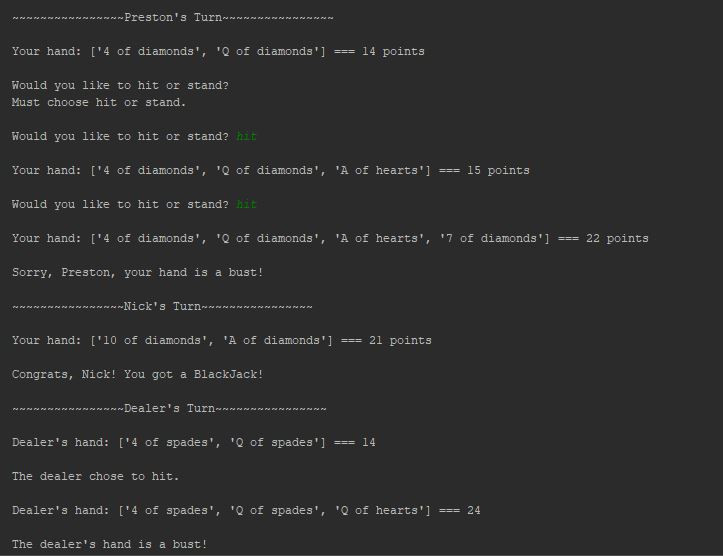 ~~~~~~~~~~~~~~~~Preston's Turn~~~~~~~~~~~~~~~~
Your hand: ['4 of diamonds', 'Q of diamonds'] === 14 points
Would you like to hit or stand?
Must choose hit or stand.
Would you like to hit or stand? hit
Your hand: ['4 of diamonds', 'Q of diamonds', 'A of hearts'] === 15 points
Would you like to hit or stand? hit
Your hand: ['4 of diamonds', 'Q of diamonds', 'A of hearts', '7 of diamonds'] === 22 points
Sorry, Preston, your hand is a bust!
~~~~~~~~~~~~~~~~Nick's Turn~~~~~~~~~~~~~~~~
Your hand: ['10 of diamonds', 'A of diamonds'] === 21 points
Congrats, Nick! You got a BlackJack!
~~~~~~~~~~~~~~~~Dealer's Turn~~~~~~~~~~~~~~~~
Dealer's hand: ['4 of spades', 'Q of spades'] === 14
The dealer chose to hit.
Dealer's hand: ['4 of spades', 'Q of spades', 'Q of hearts'] === 24
The dealer's hand is a bust!